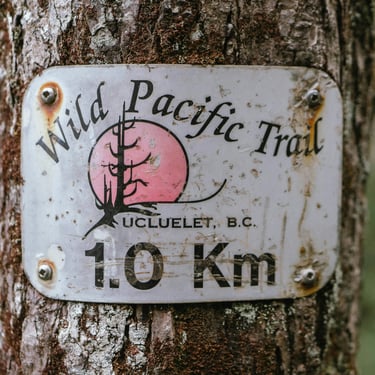 Wild Pacific Trail
UCLUELET, B.C.
1.0 Km